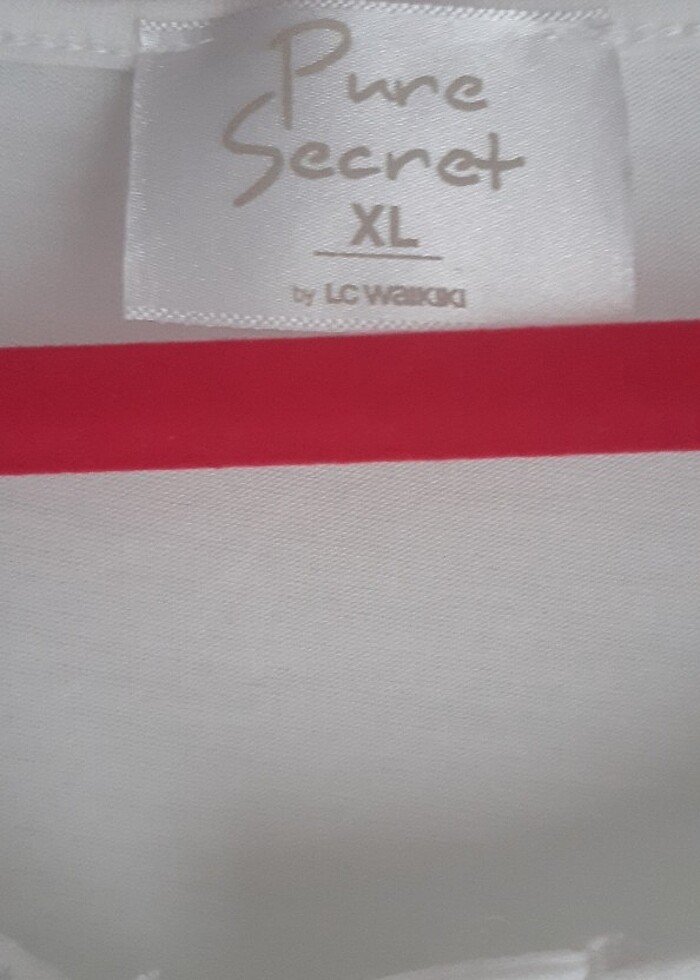 Pure
Secret
XL
by LC Waikiki